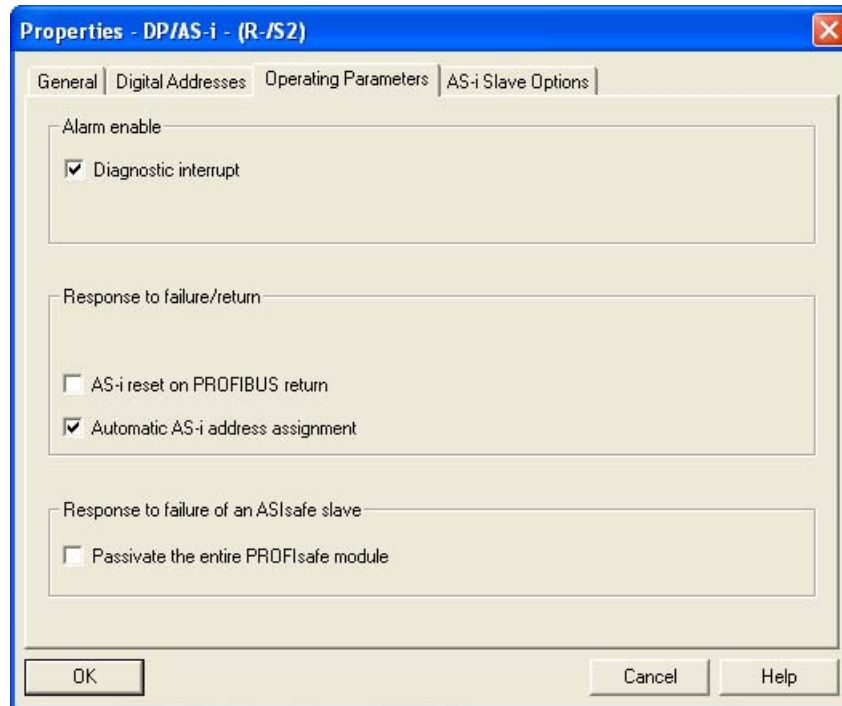 Properties - DP/AS-i - (R-/S2)
General Digital Addresses Operating Parameters AS-i Slave Options
Alarm enable
Diagnostic interrupt
Response to failure/return
AS-i reset on PROFIBUS return
Automatic AS-i address assignment
Response to failure of an ASIsafe slave
Passivate the entire PROFIsafe module
OK Cancel Help